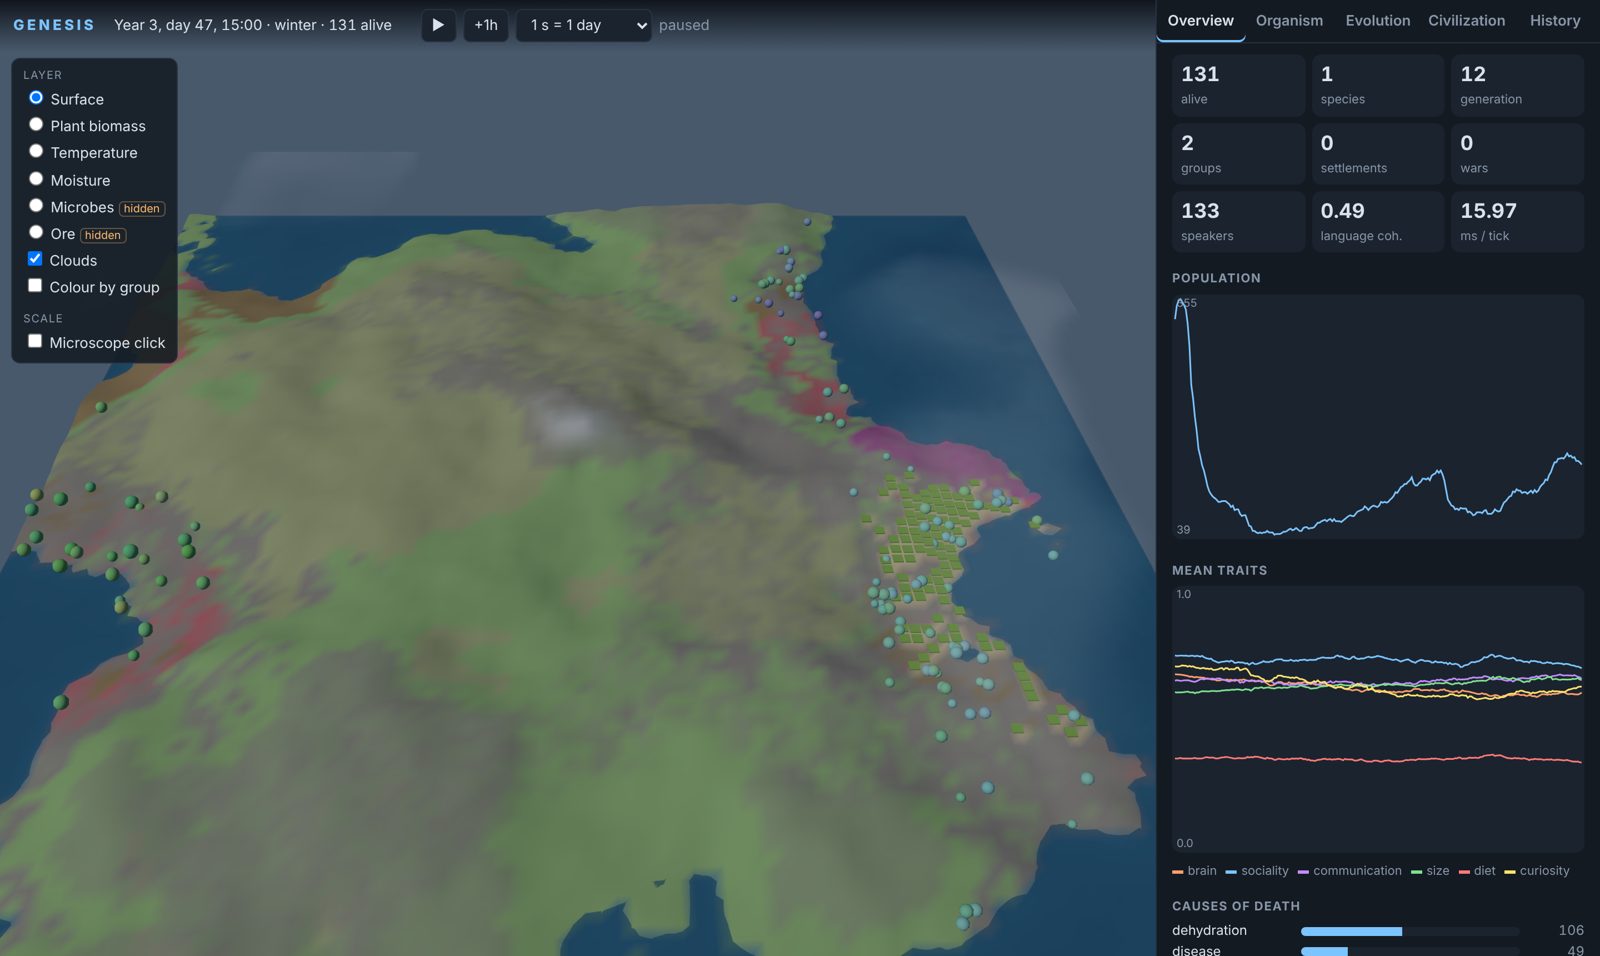 GENESIS Year 3, day 47, 15:00 · winter · 131 alive ▶ +1h 1 s = 1 day paused
Overview Organism Evolution Civilization History
LAYER
Surface
Plant biomass
Temperature
Moisture
Microbes hidden
Ore hidden
Clouds
Colour by group
SCALE
Microscope click
131 1 12
alive species generation
2 0 0
groups settlements wars
133 0.49 15.97
speakers language coh. ms / tick
POPULATION
39
MEAN TRAITS
1.0
0.0
brain sociality communication size diet curiosity
CAUSES OF DEATH
dehydration 106
disease 49